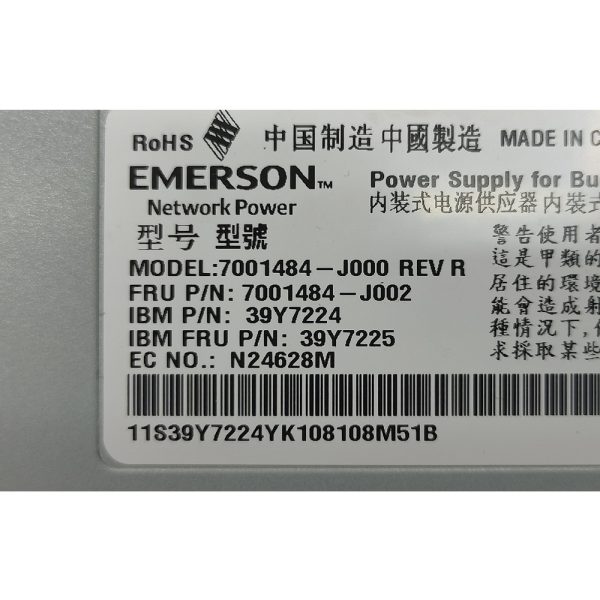 RoHS 中国制造 中國製造 MADE IN C
EMERSON™ Power Supply for Bu
Network Power 内装式电源供应器 內裝式
型号 型號
MODEL:7001484-J000 REV R
FRU P/N: 7001484-J002
IBM P/N: 39Y7224
IBM FRU P/N: 39Y7225
EC NO.: N24628M
警告使用者
這是甲類的
居住的環境
能會造成射
種情況下,
求採取某些
11S39Y7224YK108108M51B